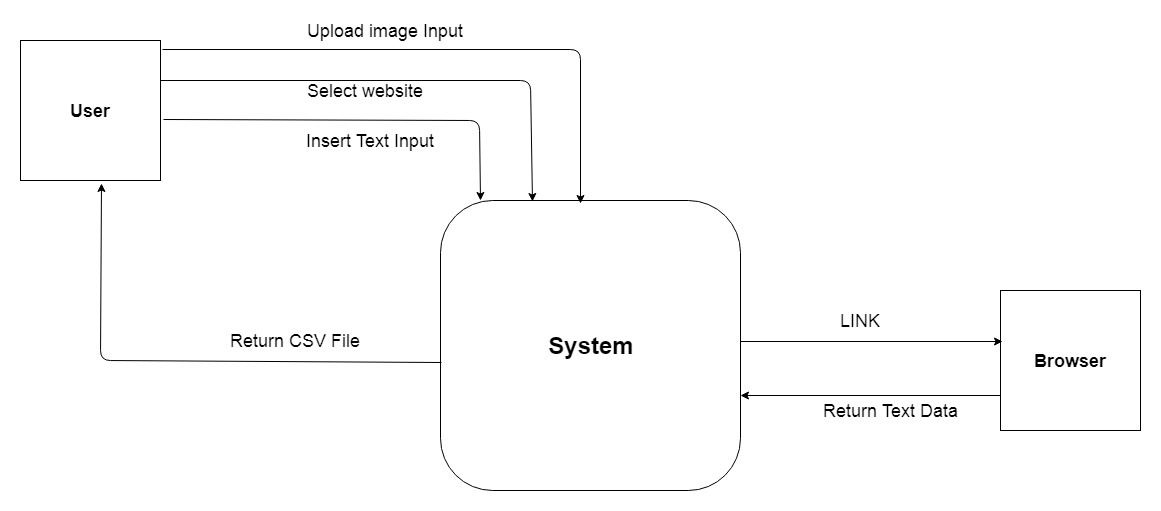 Upload image Input
User
Select website
Insert Text Input
LINK
Return CSV File
System
Browser
Return Text Data